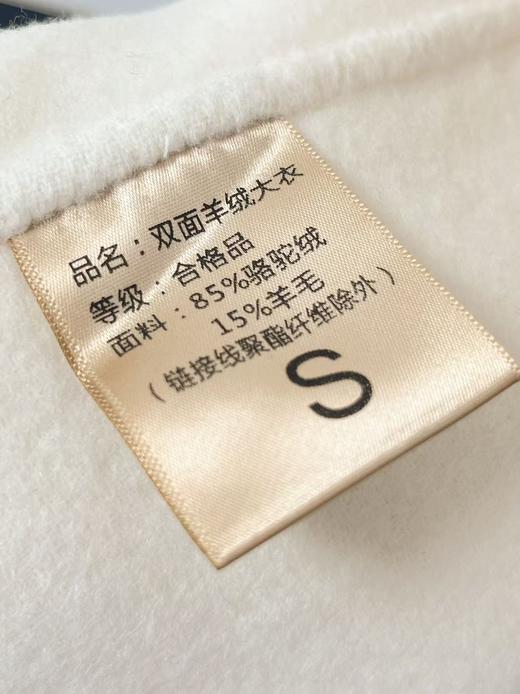 品名：双面羊绒大衣
等级：合格品
面料：85%骆驼绒
15%羊毛
（链接线聚酯纤维除外）
S